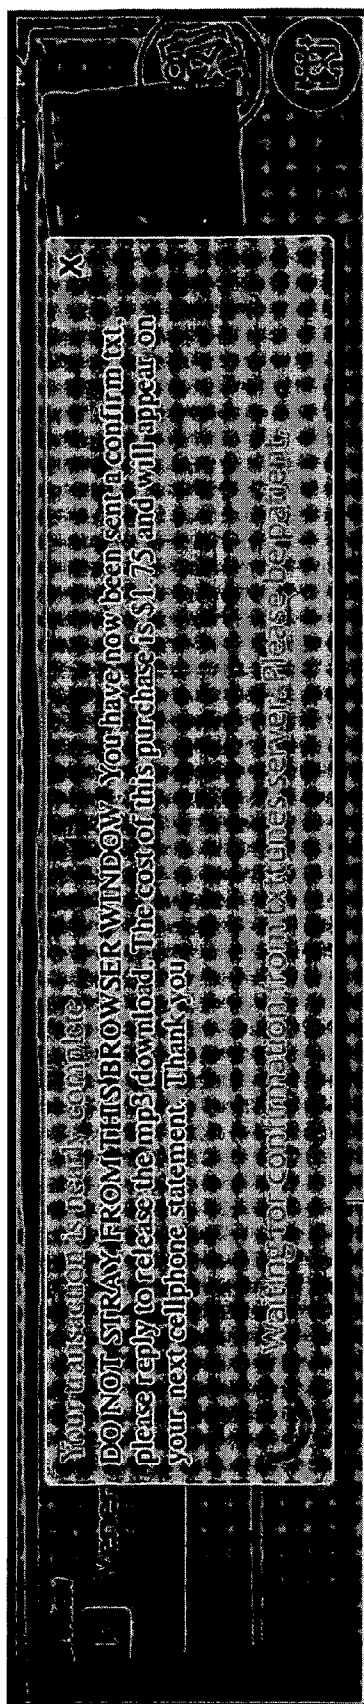 Your transaction is nearly complete
DO NOT STRAY FROM THIS BROWSER WINDOW. You have now been sent a confirm txt,
please reply to release the mp3 download. The cost of this purchase is $1.75 and will appear on
your next cellphone statement. Thank you
Waiting for confirmation from txttunes server. Please be patient.
X